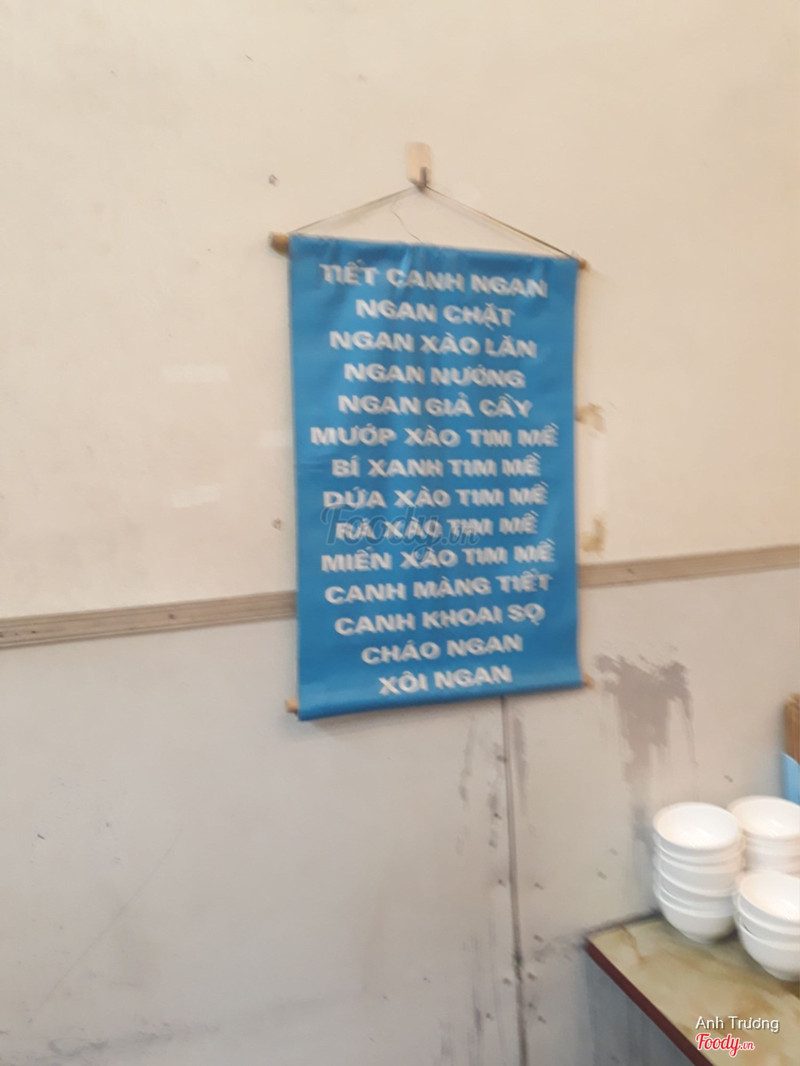 TIẾT CANH NGAN
NGAN CHẶT
NGAN XÀO LĂN
NGAN NƯỚNG
NGAN GIẢ CẦY
MƯỚP XÀO TIM MỀ
BÍ XANH TIM MỀ
DỨA XÀO TIM MỀ
RÁ XÀO TIM MỀ
Foody.vn
MIẾN XÀO TIM MỀ
CANH MĂNG TIẾT
CANH KHOAI SỌ
CHÁO NGAN
XÔI NGAN
Anh Trương
Foody.vn